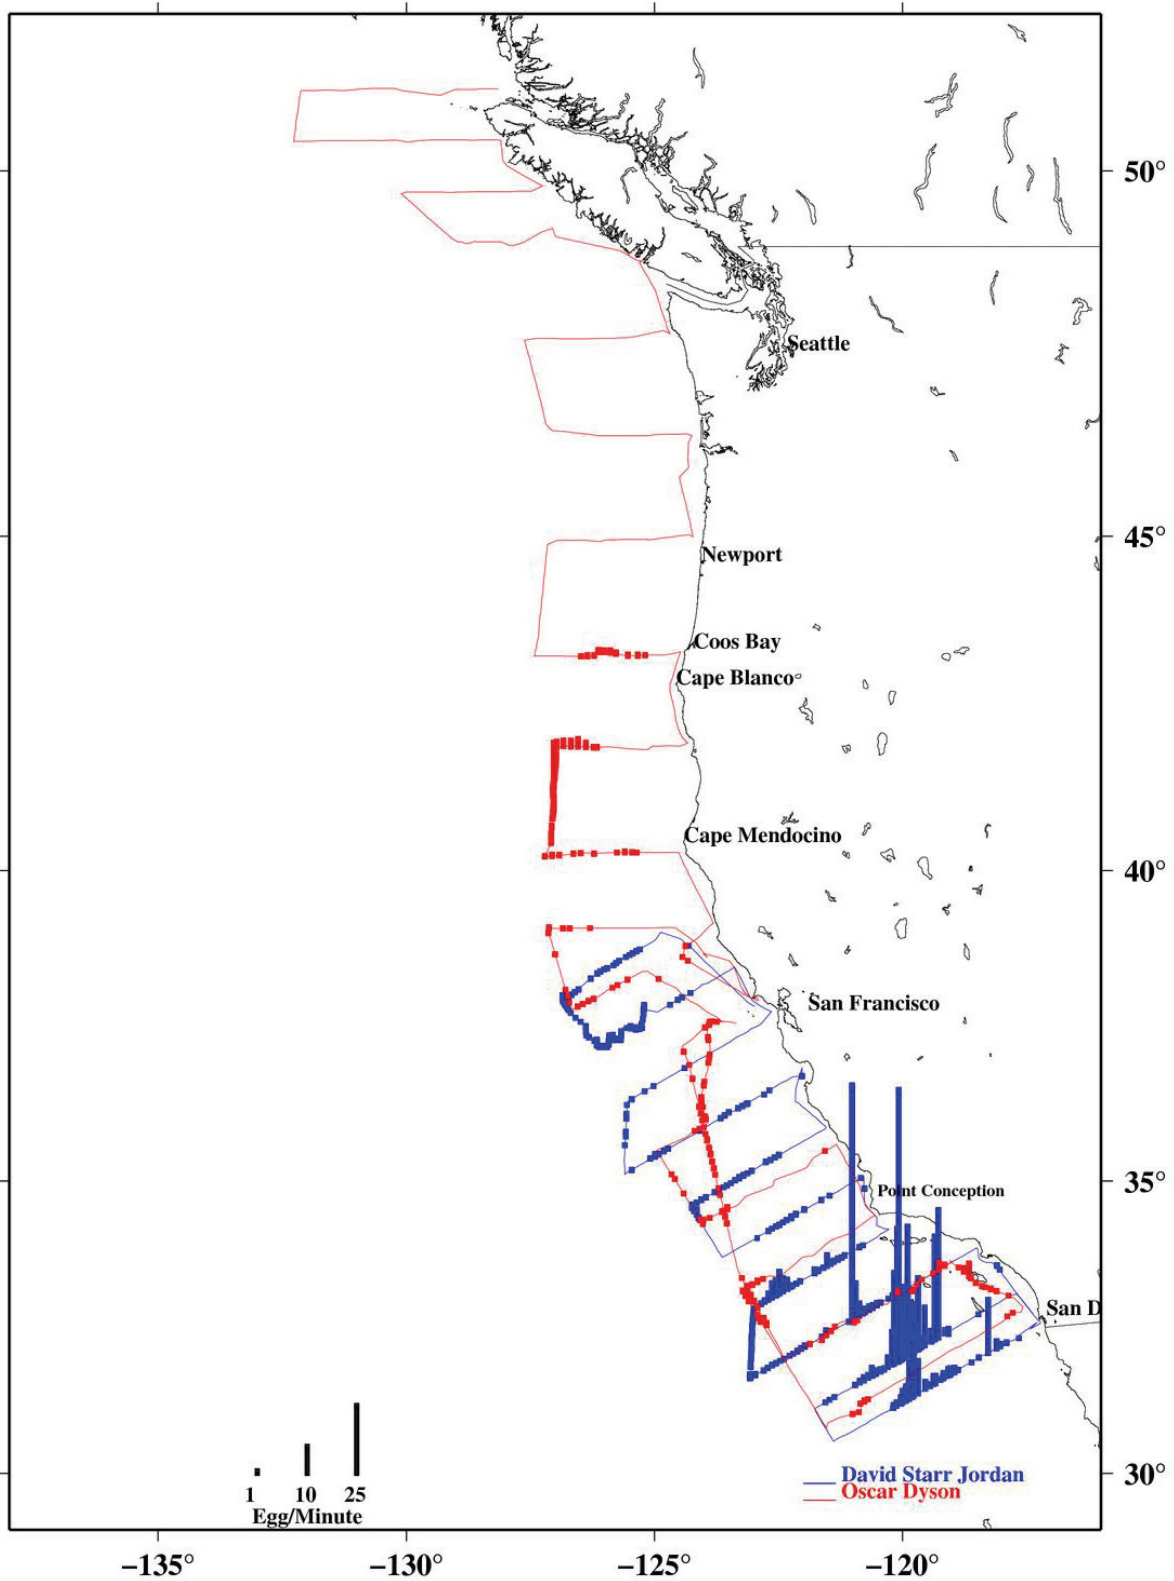 50°
Seattle
45°
Newport
Coos Bay
Cape Blanco
Cape Mendocino
40°
San Francisco
35°
Point Conception
San D
30°
1 10 25
Egg/Minute
David Starr Jordan
Oscar Dyson
−135° −130° −125° −120°